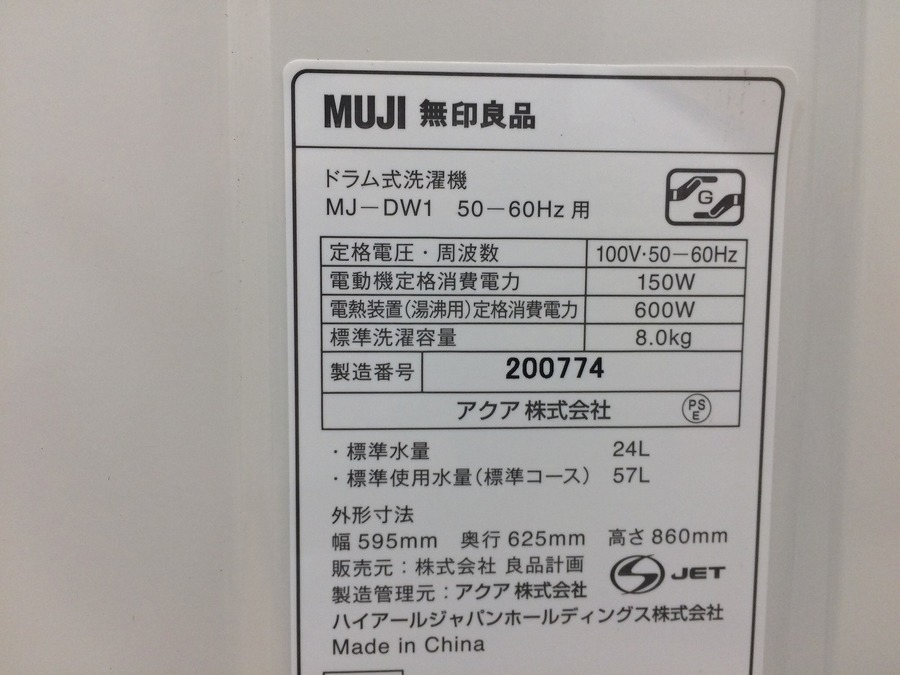 MUJI 無印良品
ドラム式洗濯機
MJ－DW1 50－60Hz 用
G
定格電圧・周波数 100V·50－60Hz
電動機定格消費電力 150W
電熱装置(湯沸用)定格消費電力 600W
標準洗濯容量 8.0kg
製造番号 200774
アクア 株式会社 PS E
・標準水量 24L
・標準使用水量(標準コース) 57L
外形寸法
幅 595mm 奥行 625mm 高さ 860mm
販売元：株式会社 良品計画
製造管理元：アクア 株式会社
JET
ハイアールジャパンホールディングス株式会社
Made in China